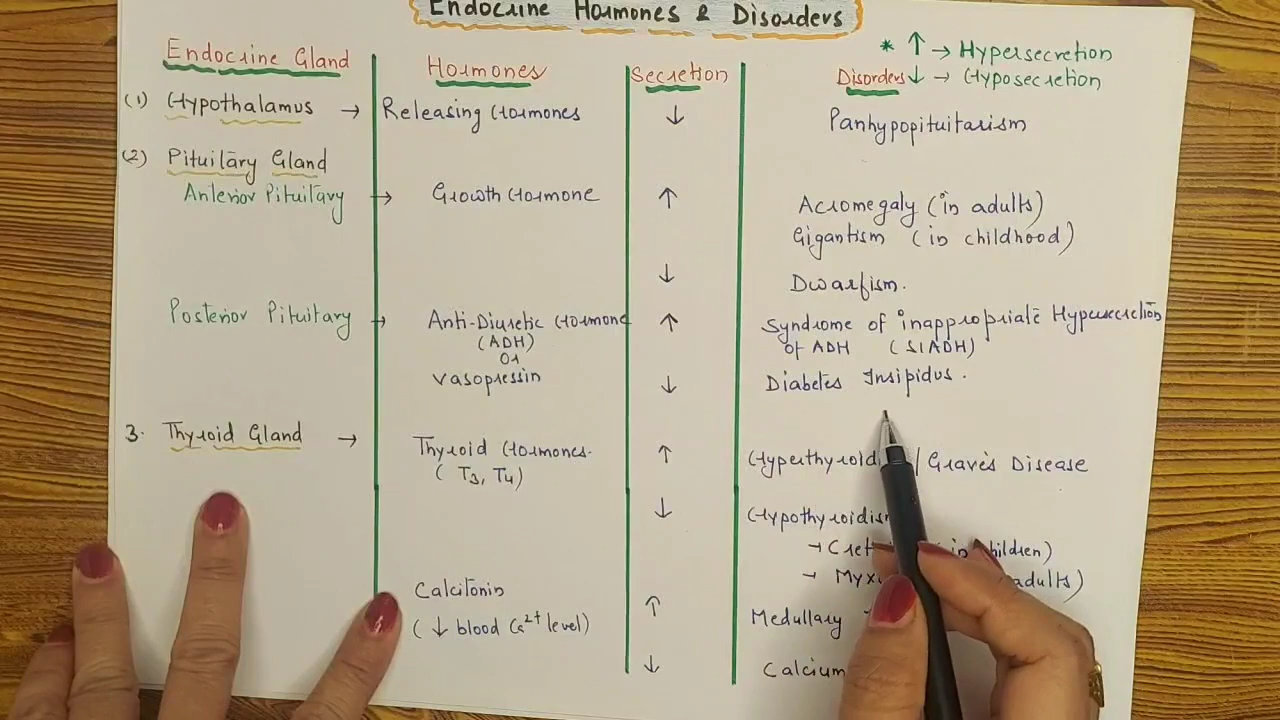 Endocrine Hormones & Disorders
* ↑ → Hypersecretion
Endocrine Gland Hormones Secretion Disorders ↓ → Hyposecretion
(1) Hypothalamus → Releasing Hormones ↓ Panhypopituitarism
(2) Pituitary Gland
Anterior Pituitary → Growth Hormone ↑ Acromegaly (in adults)
Gigantism (in childhood)
↓ Dwarfism.
Posterior Pituitary → Anti-Diuretic Hormone ↑ Syndrome of inappropriate Hypersecretion
(ADH) of ADH (SIADH)
or
Vasopressin ↓ Diabetes Insipidus.
3. Thyroid Gland → Thyroid Hormones. ↑ / Grave's Disease
( T3, T4) ↓
→ children)
→ adults)
Calcitonin ↑ Medullary
( ↓ blood Ca2+ level)
↓ Calcium